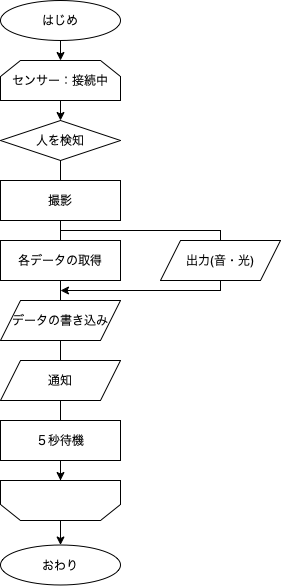 はじめ
センサー：接続中
人を検知
撮影
各データの取得
出力(音・光)
データの書き込み
通知
５秒待機
おわり